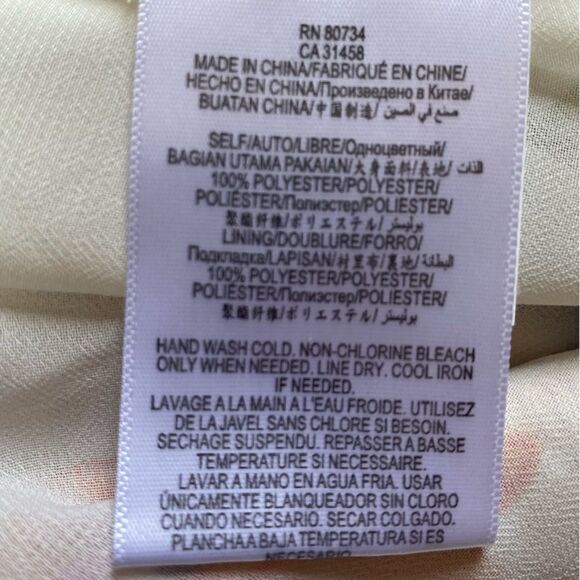 RN 80734
CA 31458
MADE IN CHINA/FABRIQUÉ EN CHINE/
HECHO EN CHINA/Произведено в Китае/
BUATAN CHINA/中国制造/ صنع في الصين
SELF/AUTO/LIBRE/Одноцветный/
BAGIAN UTAMA PAKAIAN/大身面料/表地/ الذات
100% POLYESTER/POLYESTER/
POLIÉSTER/Полиэстер/POLIESTER/
聚酯纤维/ポリエステル/ بوليستر
LINING/DOUBLURE/FORRO/
Подкладка/LAPISAN/衬里布/裏地/ البطانة
100% POLYESTER/POLYESTER/
POLIÉSTER/Полиэстер/POLIESTER/
聚酯纤维/ポリエステル/ بوليستر
HAND WASH COLD. NON-CHLORINE BLEACH
ONLY WHEN NEEDED. LINE DRY. COOL IRON
IF NEEDED.
LAVAGE A LA MAIN A L'EAU FROIDE. UTILISEZ
DE LA JAVEL SANS CHLORE SI BESOIN.
SECHAGE SUSPENDU. REPASSER A BASSE
TEMPERATURE SI NECESSAIRE.
LAVAR A MANO EN AGUA FRIA. USAR
ÚNICAMENTE BLANQUEADOR SIN CLORO
CUANDO NECESARIO. SECAR COLGADO.
PLANCHA A BAJA TEMPERATURA SI ES
NECESARIO